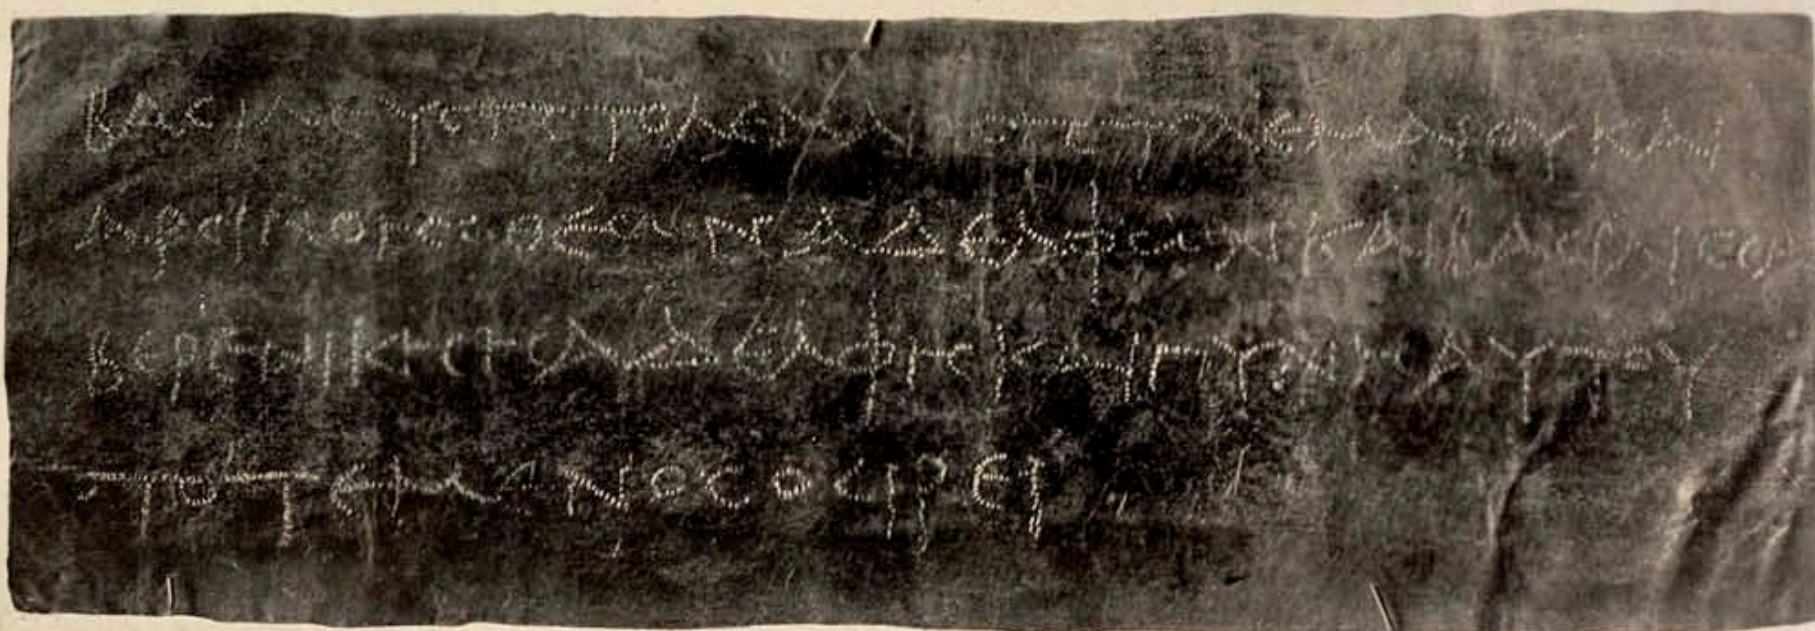 ΒΑϹΙΛΕΥϹ ΠΤΟΛΕΜΑΙΟϹ ΠΤΟΛΕΜΑΙΟΥ ΚΑΙ
ΑΡϹΙΝΟΗϹ ΘΕΩΝ ΑΔΕΛΦΩΝ ΚΑΙ ΒΑϹΙΛΙϹϹΑ
ΒΕΡΕΝΙΚΗ Η ΑΔΕΛΦΗ ΚΑΙ ΓΥΝΗ ΑΥΤΟΥ
ΤΟ ΤΕΜΕΝΟϹ ΟϹΙΡΕΙ